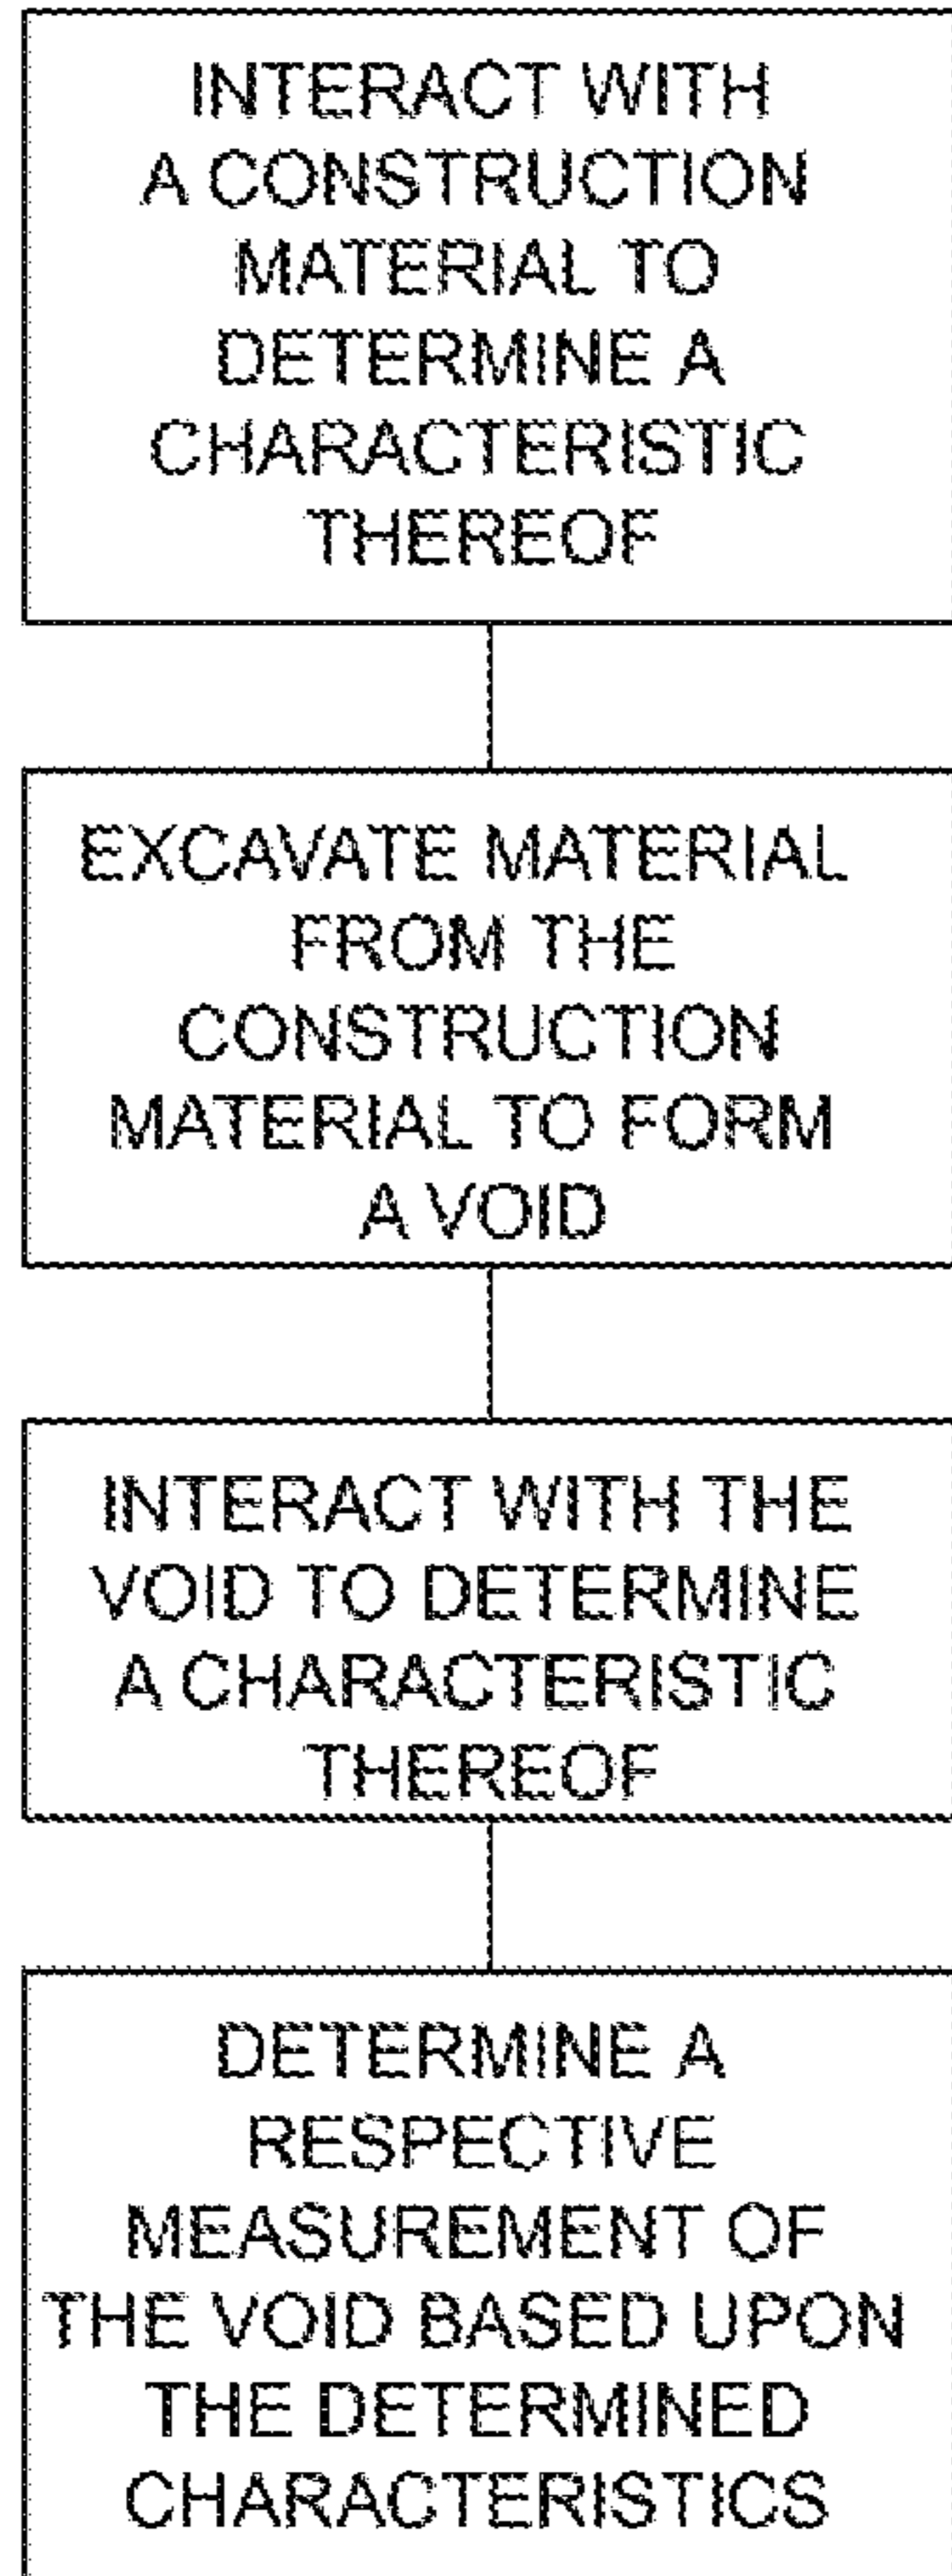 INTERACT WITH
A CONSTRUCTION
MATERIAL TO
DETERMINE A
CHARACTERISTIC
THEREOF
EXCAVATE MATERIAL
FROM THE
CONSTRUCTION
MATERIAL TO FORM
A VOID
INTERACT WITH THE
VOID TO DETERMINE
A CHARACTERISTIC
THEREOF
DETERMINE A
RESPECTIVE
MEASUREMENT OF
THE VOID BASED UPON
THE DETERMINED
CHARACTERISTICS